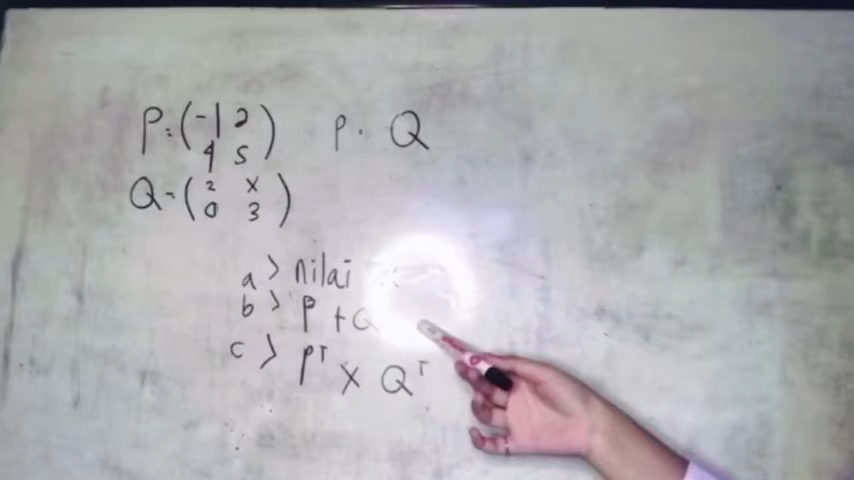 P = (-1 2
4 5) P · Q
Q = (2 x
0 3)
a > nilai
b > P + Q
c > Pᵀ x Qᵀ